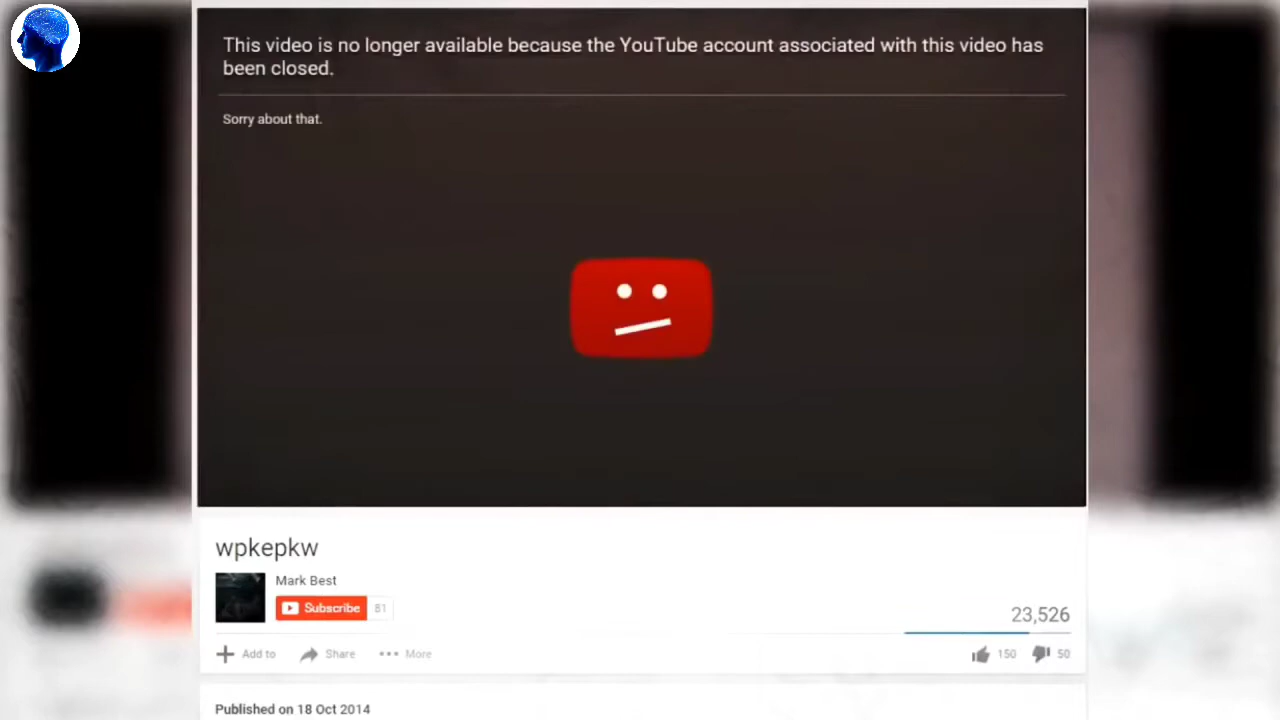 This video is no longer available because the YouTube account associated with this video has
been closed.
Sorry about that.
wpkepkw
Mark Best
Subscribe 81
23,526
Add to Share More 150 50
Published on 18 Oct 2014